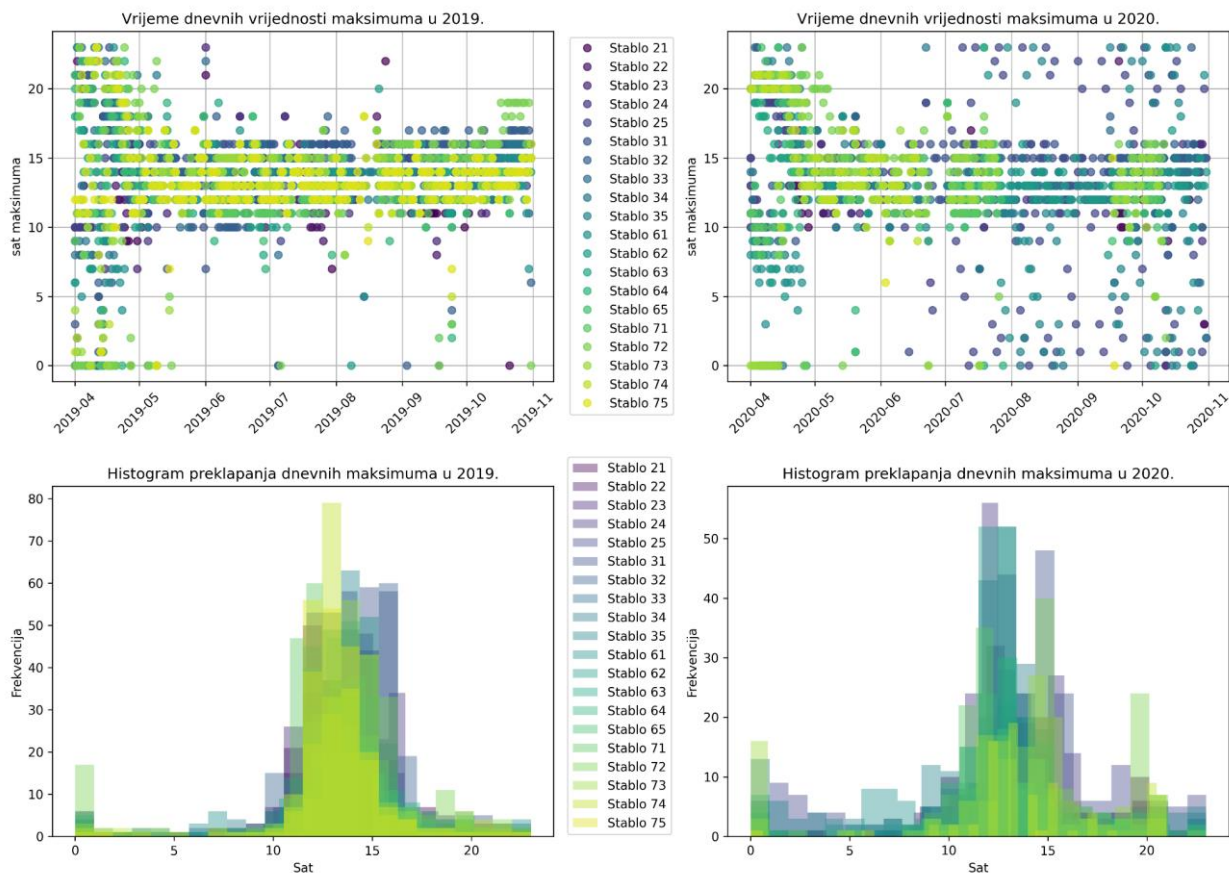 Vrijeme dnevnih vrijednosti maksimuma u 2019.
sat maksimuma
20
15
10
5
0
2019-04
2019-05
2019-06
2019-07
2019-08
2019-09
2019-10
2019-11
Stablo 21
Stablo 22
Stablo 23
Stablo 24
Stablo 25
Stablo 31
Stablo 32
Stablo 33
Stablo 34
Stablo 35
Stablo 61
Stablo 62
Stablo 63
Stablo 64
Stablo 65
Stablo 71
Stablo 72
Stablo 73
Stablo 74
Stablo 75
Vrijeme dnevnih vrijednosti maksimuma u 2020.
sat maksimuma
20
15
10
5
0
2020-04
2020-05
2020-06
2020-07
2020-08
2020-09
2020-10
2020-11
Histogram preklapanja dnevnih maksimuma u 2019.
Frekvencija
80
70
60
50
40
30
20
10
0
0
5
10
15
20
Sat
Stablo 21
Stablo 22
Stablo 23
Stablo 24
Stablo 25
Stablo 31
Stablo 32
Stablo 33
Stablo 34
Stablo 35
Stablo 61
Stablo 62
Stablo 63
Stablo 64
Stablo 65
Stablo 71
Stablo 72
Stablo 73
Stablo 74
Stablo 75
Histogram preklapanja dnevnih maksimuma u 2020.
Frekvencija
50
40
30
20
10
0
0
5
10
15
20
Sat